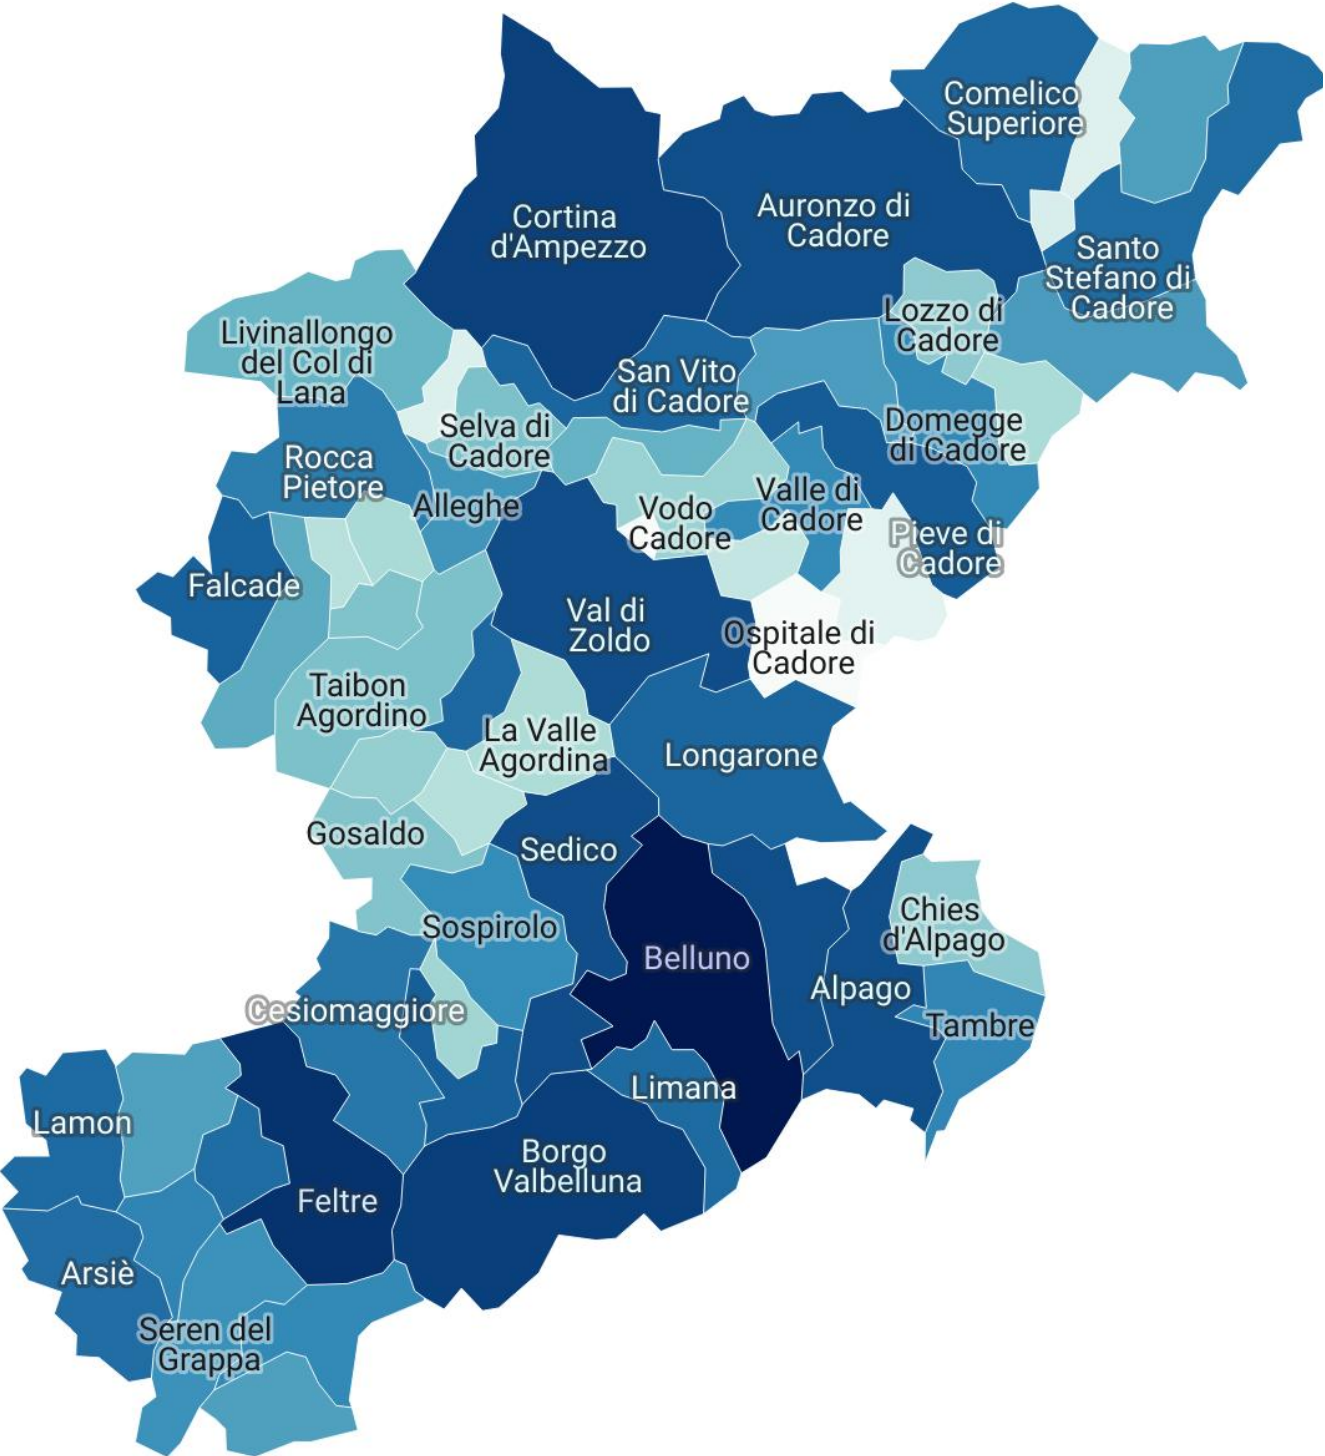 Comelico
Superiore
Cortina
d'Ampezzo
Auronzo di
Cadore
Santo
Stefano di
Cadore
Lozzo di
Cadore
Livinallongo
del Col di
Lana
San Vito
di Cadore
Selva di
Cadore
Domegge
di Cadore
Rocca
Pietore
Alleghe
Vodo
Cadore
Valle di
Cadore
Pieve di
Cadore
Falcade
Val di
Zoldo
Ospitale di
Cadore
Taibon
Agordino
La Valle
Agordina
Longarone
Gosaldo
Sedico
Chies
d'Alpago
Sospirolo
Belluno
Alpago
Cesiomaggiore
Tambre
Limana
Lamon
Borgo
Valbelluna
Feltre
Arsiè
Seren del
Grappa